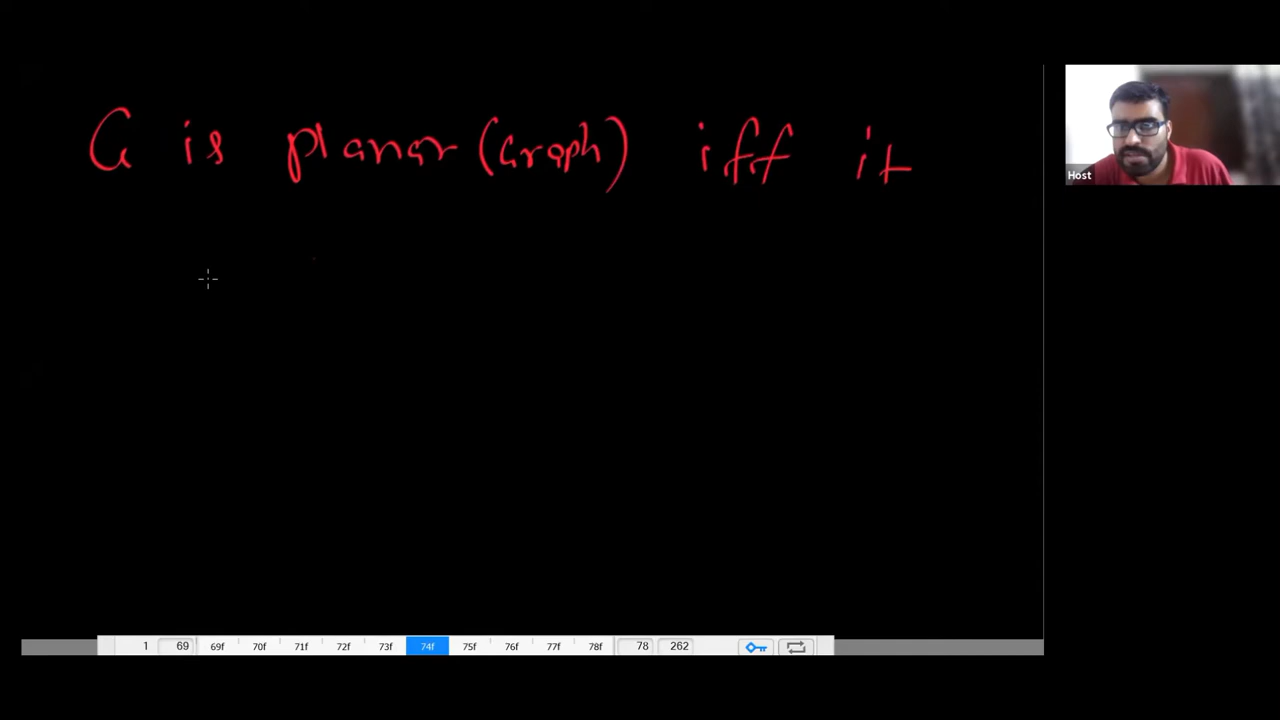 G is planar (Graph) iff it
Host
1 69 69f 70f 71f 72f 73f 74f 75f 76f 77f 78f 78 262